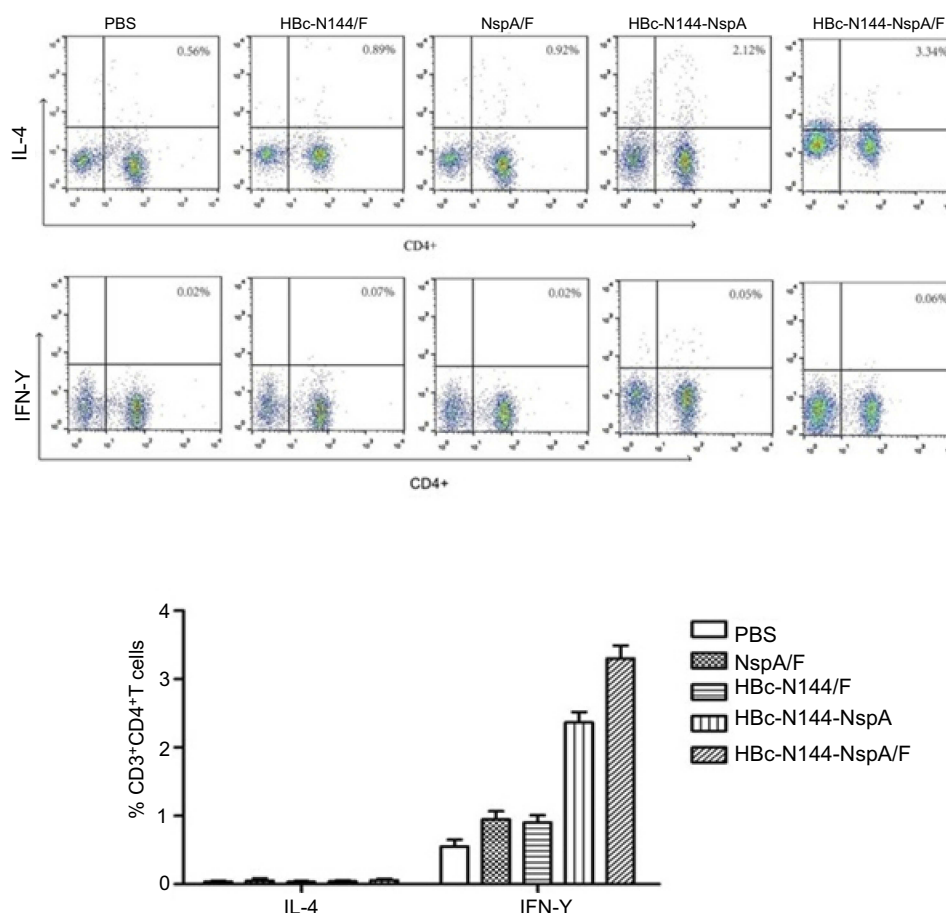 PBS HBc-N144/F NspA/F HBc-N144-NspA HBc-N144-NspA/F
0.56% 0.89% 0.92% 2.12% 3.34%
IL-4
CD4+
0.02% 0.07% 0.02% 0.05% 0.06%
IFN-Y
CD4+
4
3
2
1
0
% CD3+CD4+T cells
IL-4 IFN-Y
PBS
NspA/F
HBc-N144/F
HBc-N144-NspA
HBc-N144-NspA/F